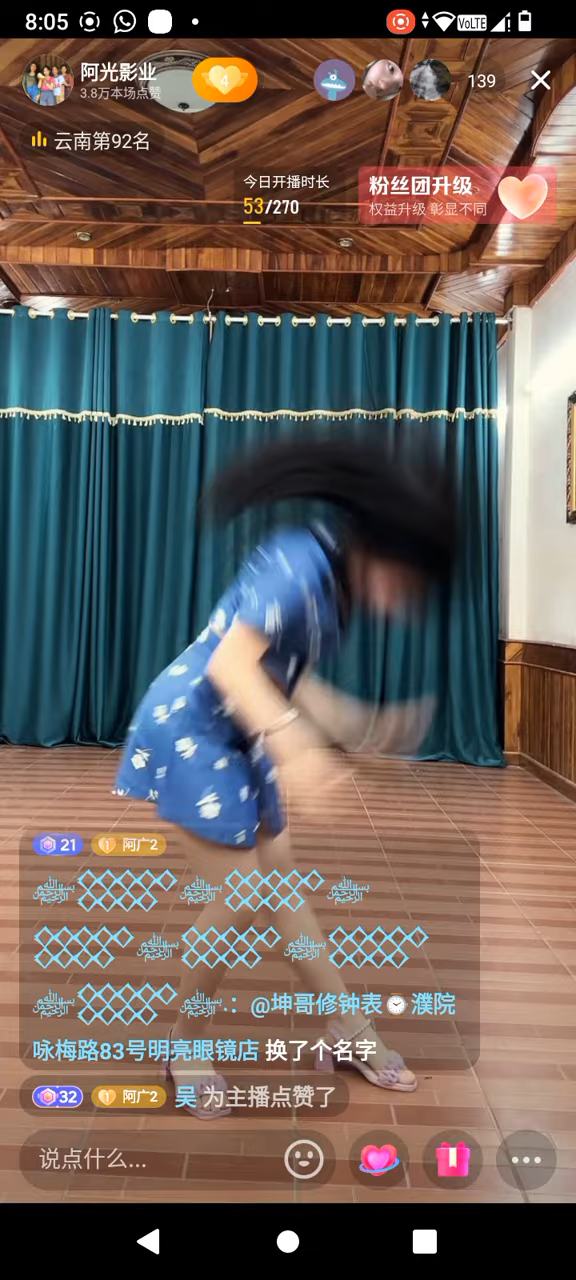 8:05
VoLTE
阿光影业
3.8万本场点赞
4
139
云南第92名
今日开播时长
53/270
粉丝团升级
权益升级 彰显不同
21 1 阿广2
﷽ ﷽ ﷽
﷽ ﷽
﷽ ﷽.：@坤哥修钟表⌚濮院
咏梅路83号明亮眼镜店 换了个名字
32 1 阿广2 吴 为主播点赞了
说点什么...